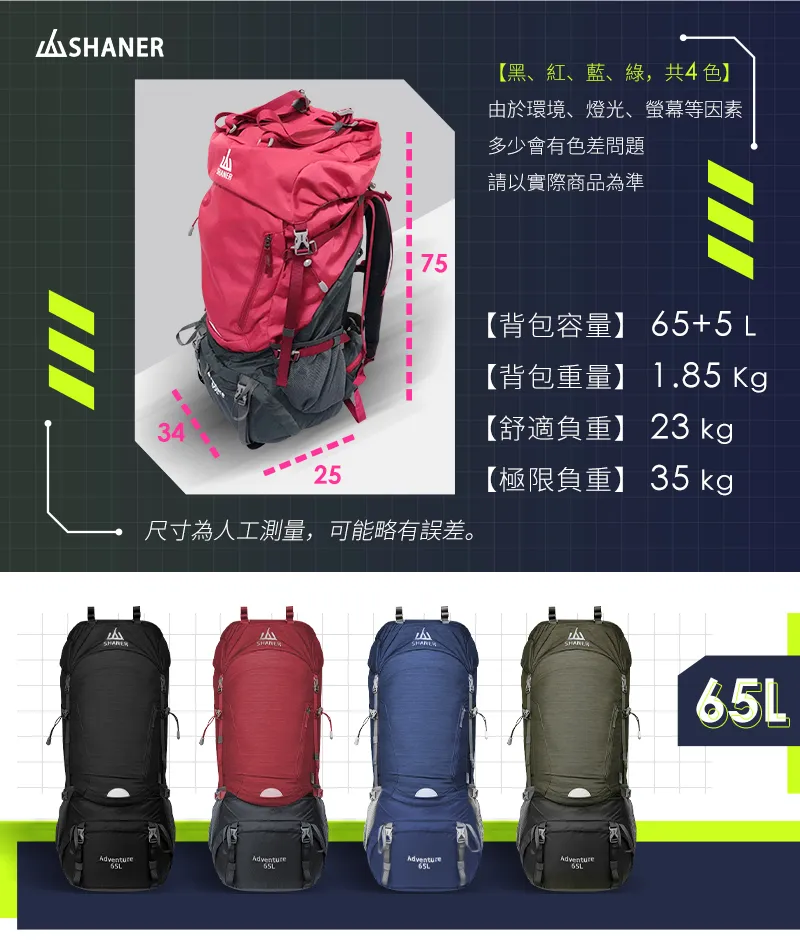 SHANER
【黑、紅、藍、綠，共4色】
由於環境、燈光、螢幕等因素
多少會有色差問題
請以實際商品為準
SHANER
75
34
25
【背包容量】 65+5 L
【背包重量】 1.85 Kg
【舒適負重】 23 kg
【極限負重】 35 kg
尺寸為人工測量，可能略有誤差。
SHANER
SHANER
SHANER
SHANER
65L
Adventure
65L
Adventure
65L
Adventure
65L
Adventure
65L